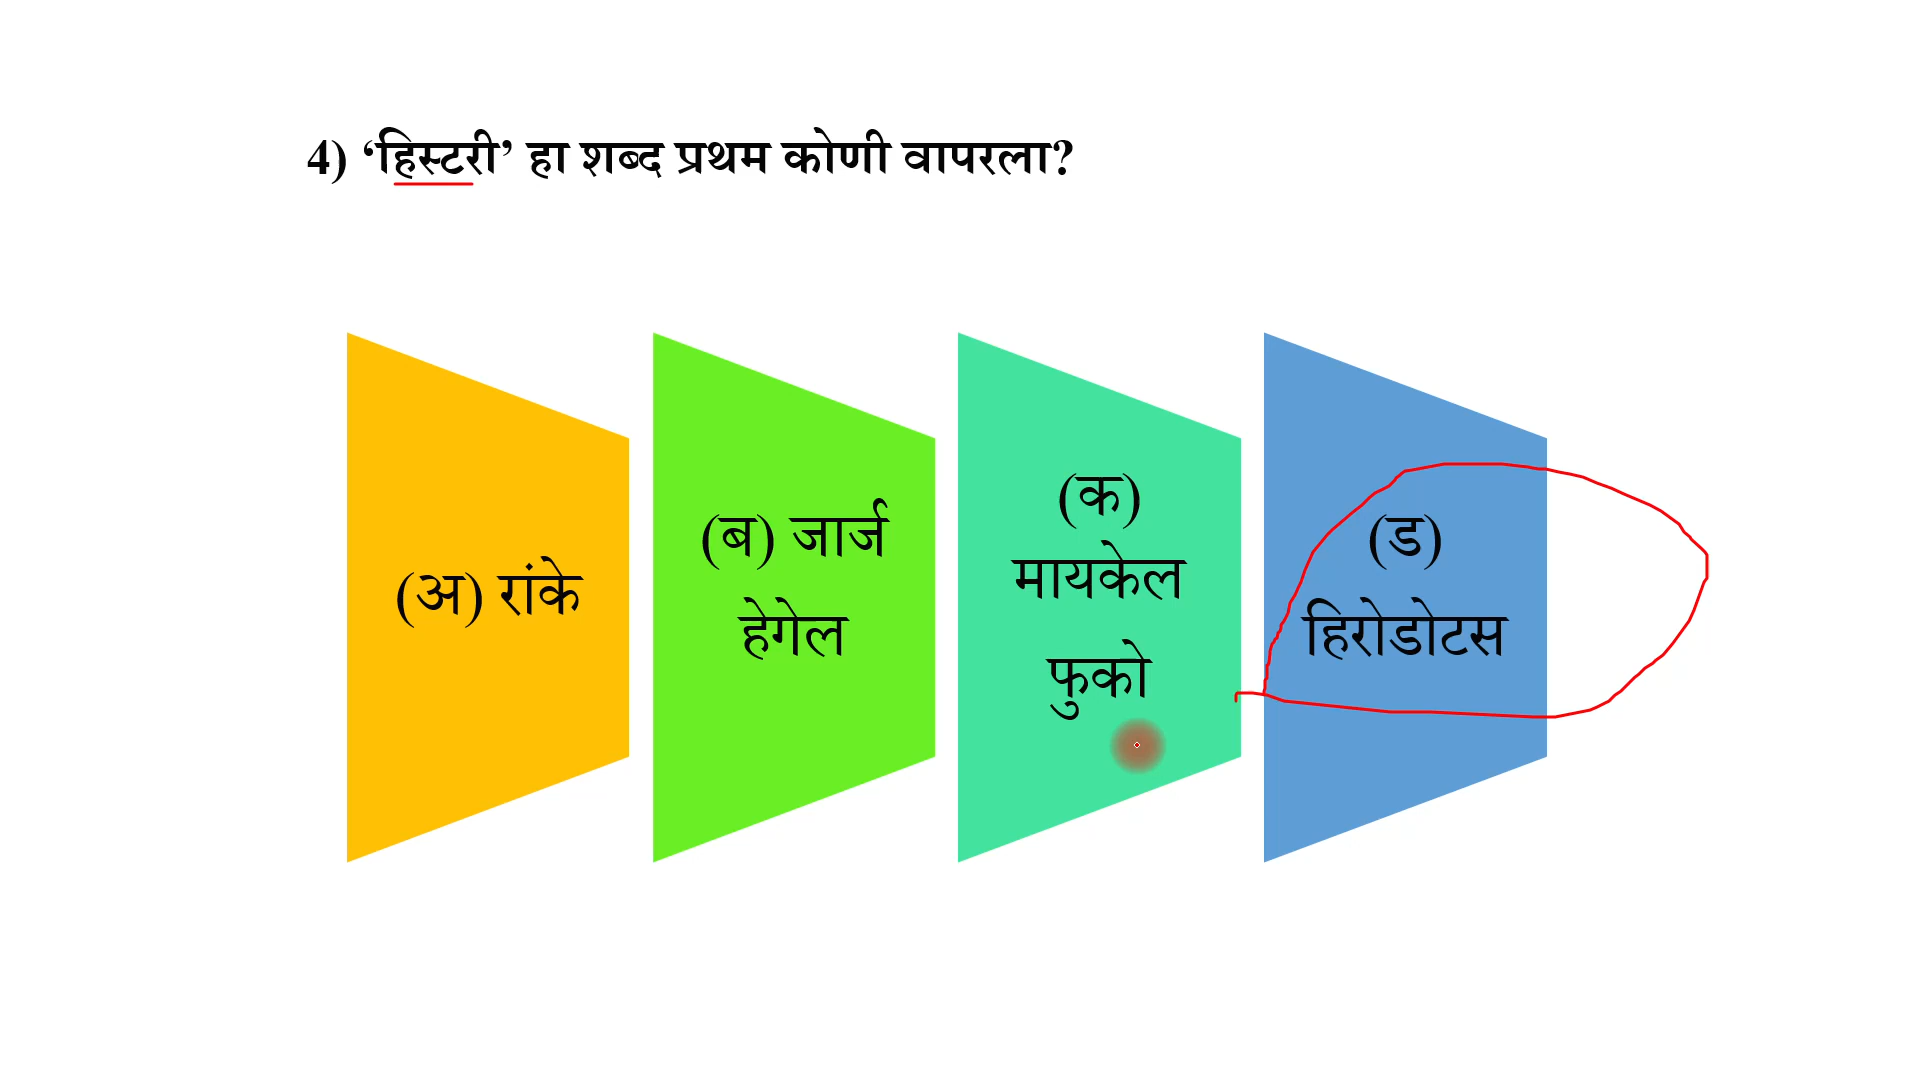 4) ‘हिस्टरी’ हा शब्द प्रथम कोणी वापरला?
(अ) रांके
(ब) जार्ज
हेगेल
(क)
मायकेल
फुको
(ड)
हिरोडोटस